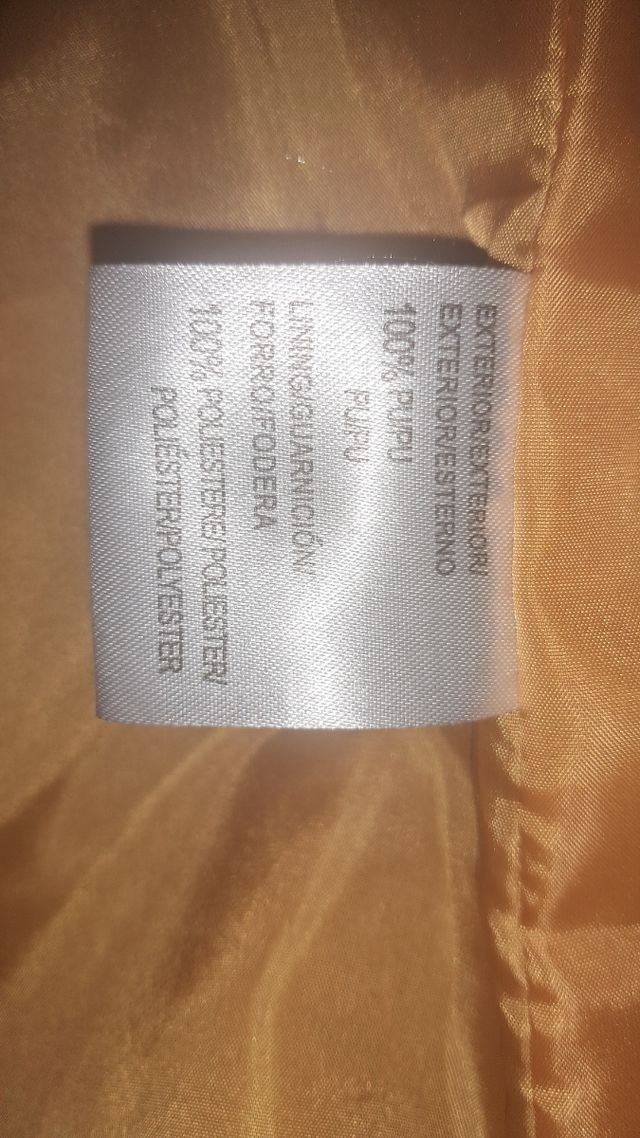 EXTERIOR/EXTERIOR/
EXTERIOR/ESTERNO
100% PU/PU
PU/PU
LINING/GUARNICIÓN/
FORRO/FODERA
100% POLIESTERE/ POLIESTER/
POLIÉSTER/POLYESTER